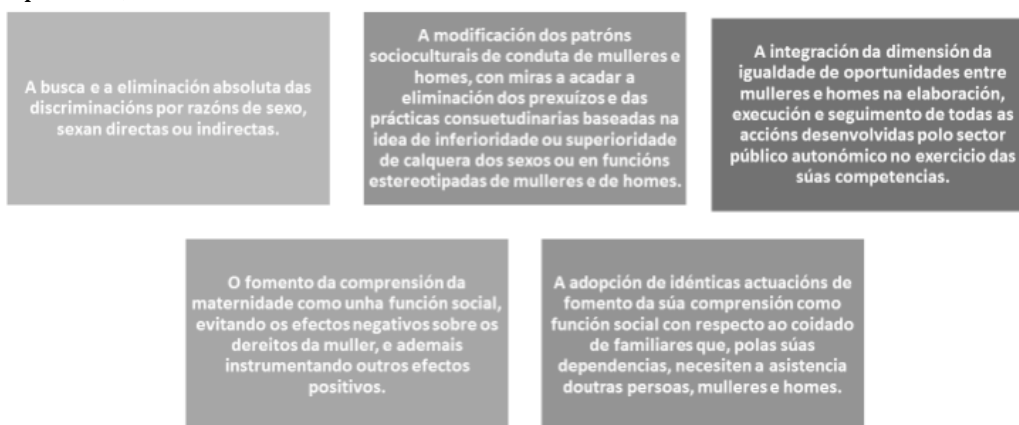 A busca e a eliminación absoluta das
discriminacións por razóns de sexo,
sexan directas ou indirectas.
A modificación dos patróns
socioculturais de conduta de mulleres e
homes, con miras a acadar a
eliminación dos prexuízos e das
prácticas consuetudinarias baseadas na
idea de inferioridade ou superioridade
de calquera dos sexos ou en funcións
estereotipadas de mulleres e de homes.
A integración da dimensión da
igualdade de oportunidades entre
mulleres e homes na elaboración,
execución e seguimento de todas as
accións desenvolvidas polo sector
público autonómico no exercicio das
súas competencias.
O fomento da comprensión da
maternidade como unha función social,
evitando os efectos negativos sobre os
dereitos da muller, e ademais
instrumentando outros efectos
positivos.
A adopción de idénticas actuacións de
fomento da súa comprensión como
función social con respecto ao coidado
de familiares que, polas súas
dependencias, necesiten a asistencia
doutras persoas, mulleres e homes.